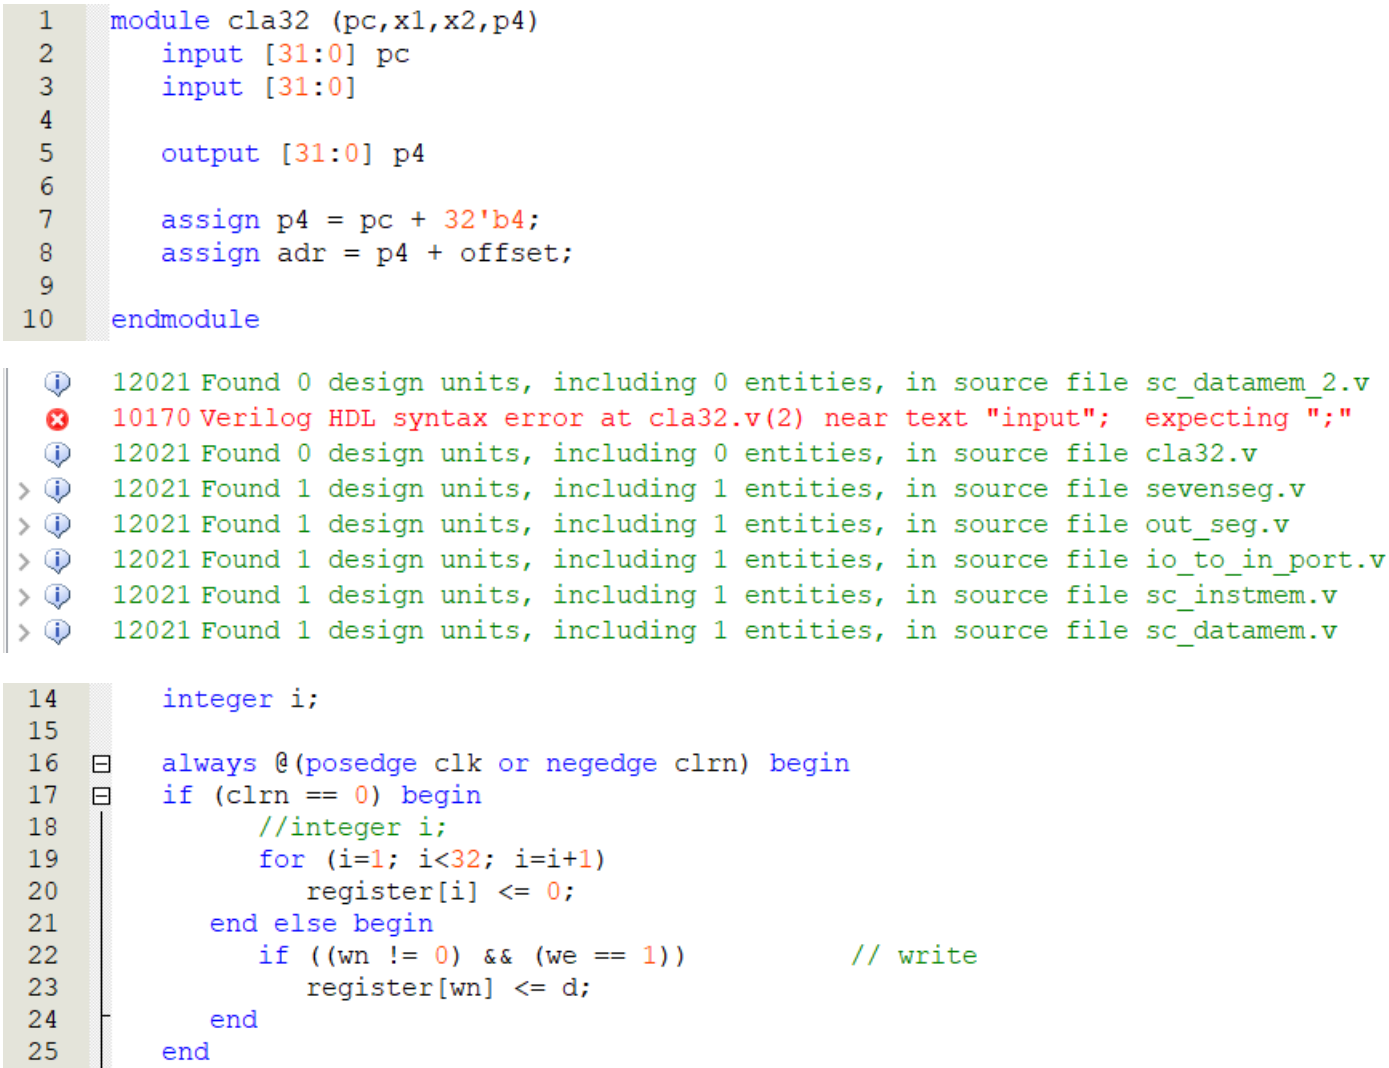 1 module cla32 (pc,x1,x2,p4)
2 input [31:0] pc
3 input [31:0]
4
5 output [31:0] p4
6
7 assign p4 = pc + 32'b4;
8 assign adr = p4 + offset;
9
10 endmodule
12021 Found 0 design units, including 0 entities, in source file sc_datamem_2.v
10170 Verilog HDL syntax error at cla32.v(2) near text "input";  expecting ";"
12021 Found 0 design units, including 0 entities, in source file cla32.v
12021 Found 1 design units, including 1 entities, in source file sevenseg.v
12021 Found 1 design units, including 1 entities, in source file out_seg.v
12021 Found 1 design units, including 1 entities, in source file io_to_in_port.v
12021 Found 1 design units, including 1 entities, in source file sc_instmem.v
12021 Found 1 design units, including 1 entities, in source file sc_datamem.v
14 integer i;
15
16 always @(posedge clk or negedge clrn) begin
17 if (clrn == 0) begin
18 //integer i;
19 for (i=1; i<32; i=i+1)
20 register[i] <= 0;
21 end else begin
22 if ((wn != 0) && (we == 1)) // write
23 register[wn] <= d;
24 end
25 end